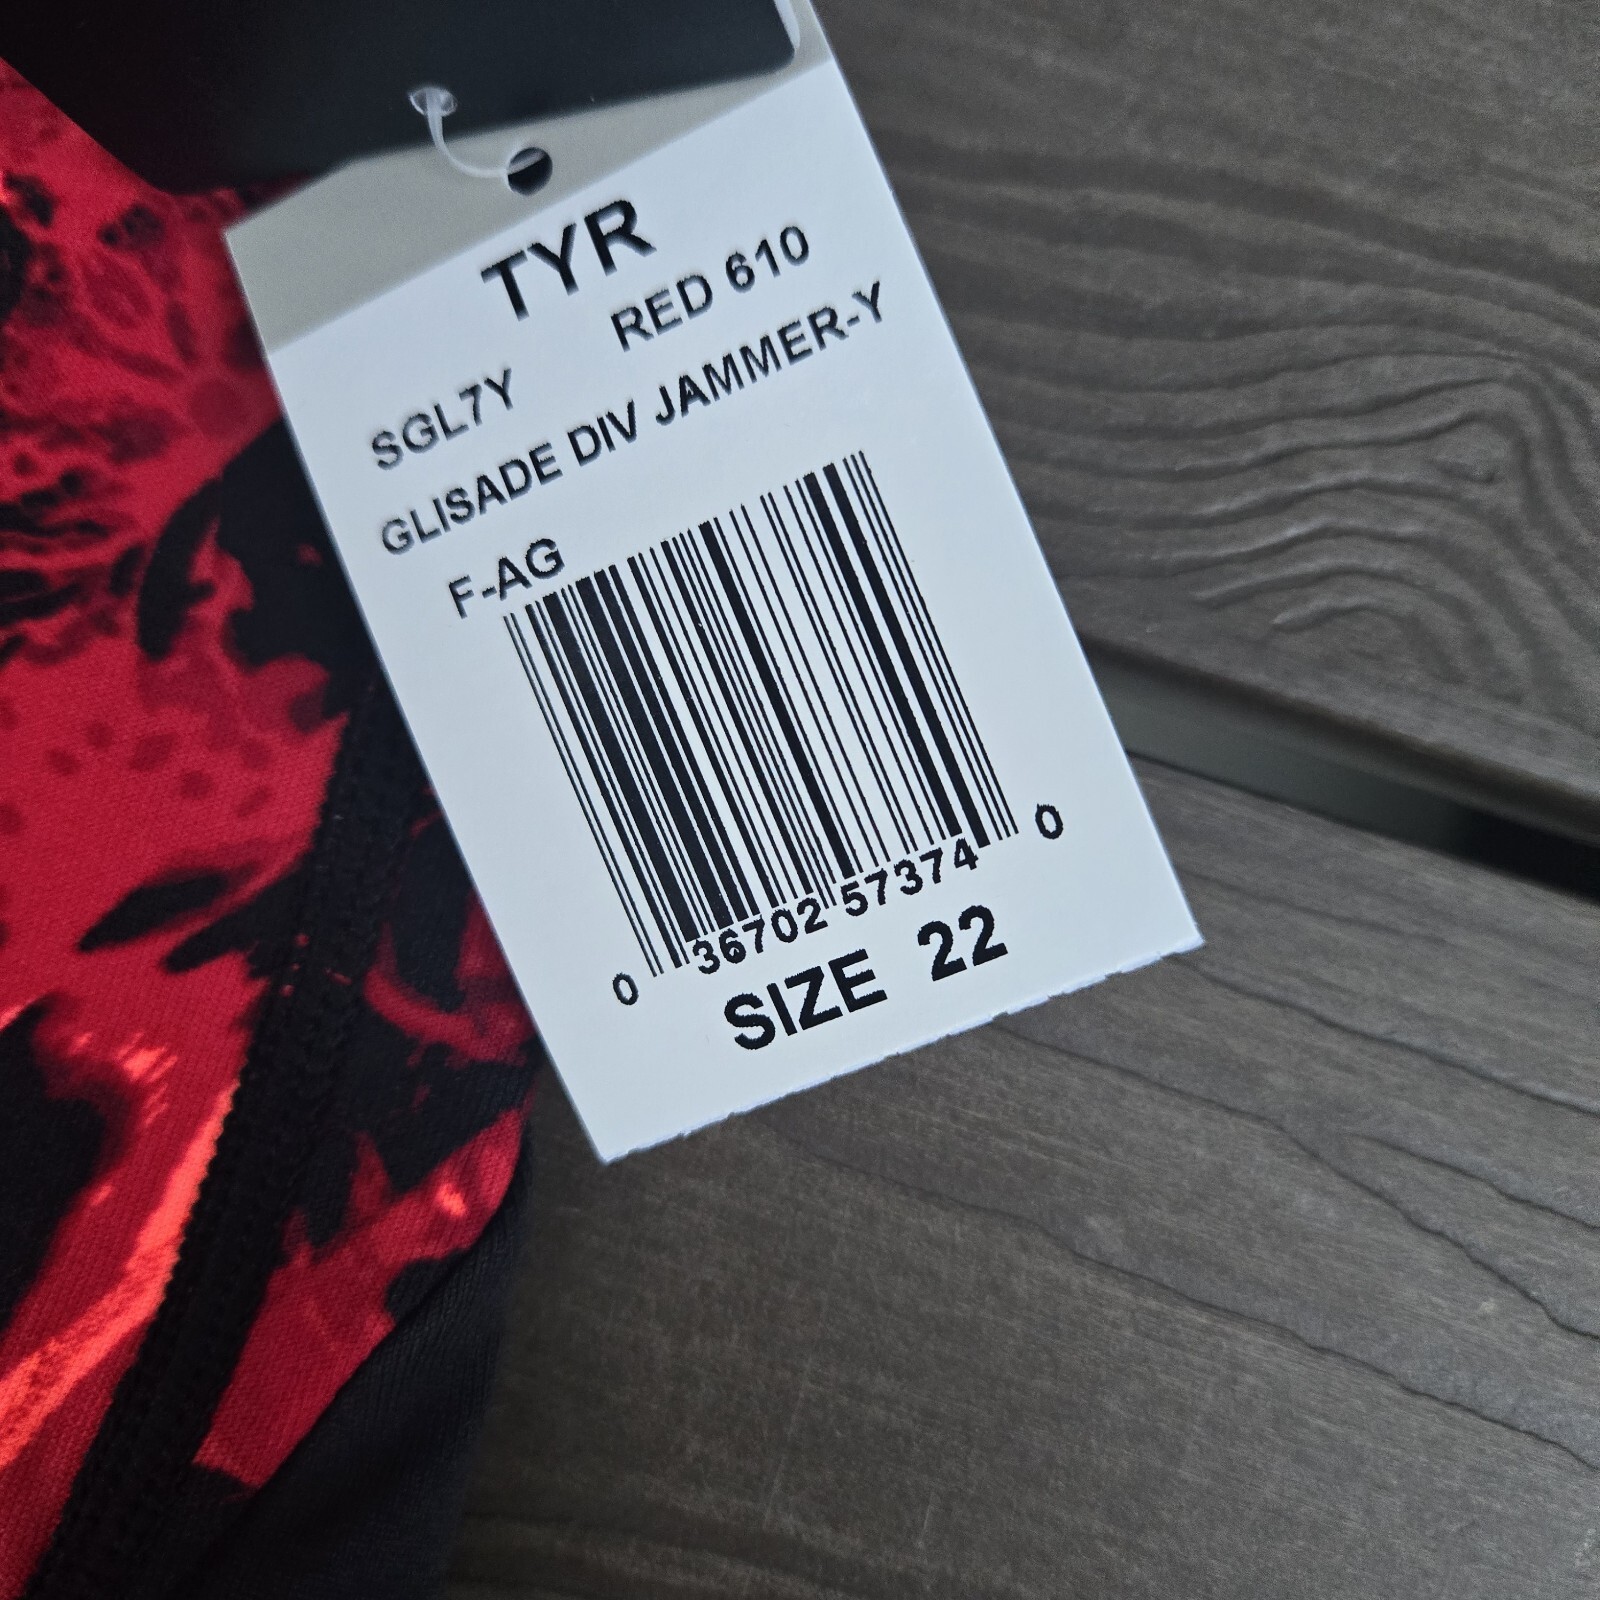 TYR
SGL7Y RED 610
GLISADE DIV JAMMER-Y
F-AG
0 36702 57374 0
SIZE 22